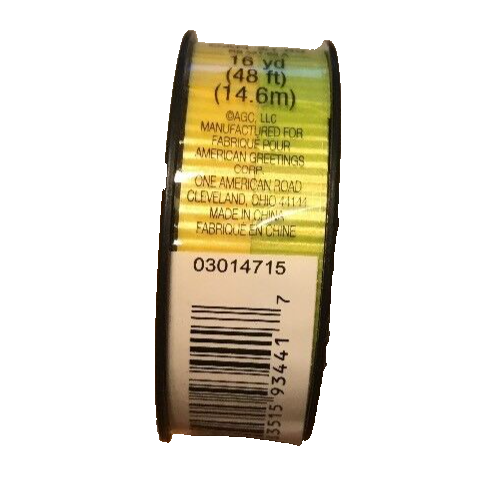 16 yd
(48 ft)
(14.6m)
©AGC, LLC
MANUFACTURED FOR
FABRIQUÉ POUR
AMERICAN GREETINGS
CORP.
ONE AMERICAN ROAD
CLEVELAND, OHIO 44144
MADE IN CHINA
FABRIQUÉ EN CHINE
03014715
3515 93441 7